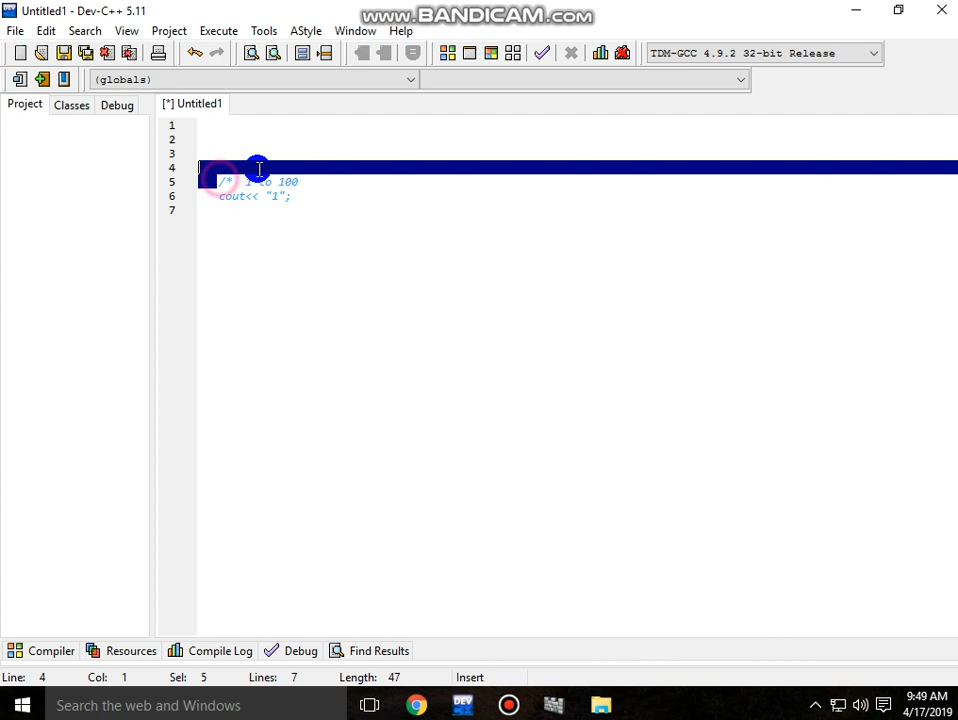 Untitled1 - Dev-C++ 5.11
www.BANDICAM.com
File Edit Search View Project Execute Tools AStyle Window Help
TDM-GCC 4.9.2 32-bit Release
(globals)
Project Classes Debug
[*] Untitled1
1
2
3
4
5 /* 1 to 100
6 cout<< "1";
7
Compiler Resources Compile Log Debug Find Results
Line: 4 Col: 1 Sel: 5 Lines: 7 Length: 47 Insert
Search the web and Windows
DEV
9:49 AM
4/17/2019